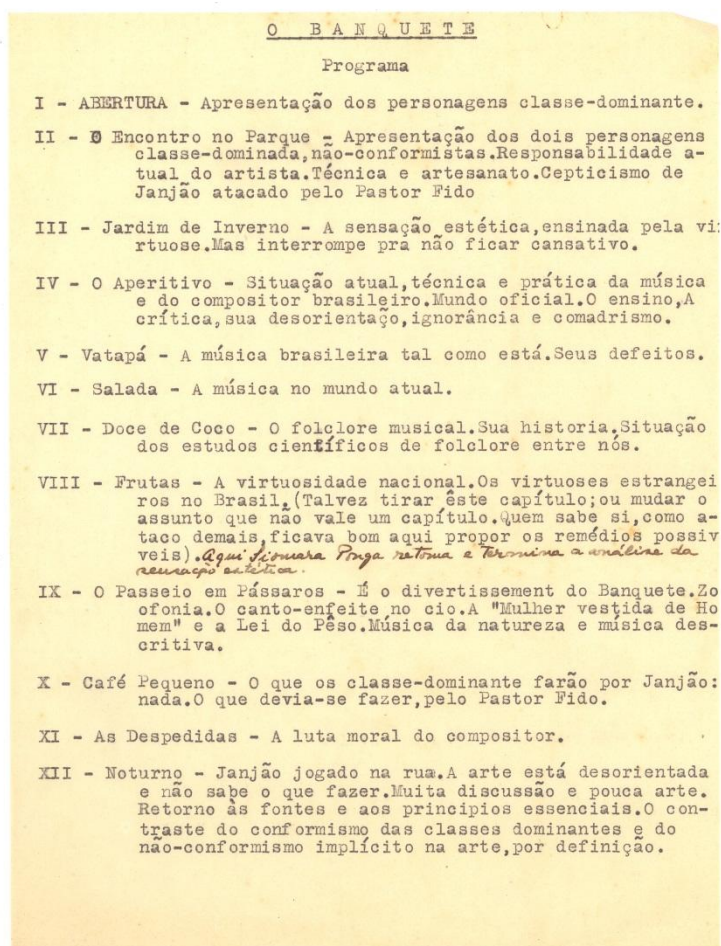 O BANQUETE
Programa
I - ABERTURA - Apresentação dos personagens classe-dominante.
II - O Encontro no Parque - Apresentação dos dois personagens
classe-dominada,não-conformistas.Responsabilidade a-
tual do artista.Técnica e artesanato.Cepticismo de
Janjão atacado pelo Pastor Fido
III - Jardim de Inverno - A sensação estética,ensinada pela vir
rtuose.Mas interrompe pra não ficar cansativo.
IV - O Aperitivo - Situação atual,técnica e prática da música
e do compositor brasileiro.Mundo oficial.O ensino,A
crítica,sua desorientaço,ignorância e comadrismo.
V - Vatapá - A música brasileira tal como está.Seus defeitos.
VI - Salada - A música no mundo atual.
VII - Doce de Coco - O folclore musical.Sua historia.Situação
dos estudos científicos de folclore entre nós.
VIII - Frutas - A virtuosidade nacional.Os virtuoses estrangei
ros no Brasil.(Talvez tirar êste capítulo;ou mudar o
assunto que não vale um capítulo.Quem sabe si,como a-
taco demais,ficava bom aqui propor os remédios possiv
veis).Aqui Siomara Ponga retoma e termina a análise da
sensação estética.
IX - O Passeio em Pássaros - É o divertissement do Banquete.Zo
ofonia.O canto-enfeite no cio.A "Mulher vestida de Ho
mem" e a Lei do Pêso.Música da natureza e música des-
critiva.
X - Café Pequeno - O que os classe-dominante farão por Janjão:
nada.O que devia-se fazer,pelo Pastor Fido.
XI - As Despedidas - A luta moral do compositor.
XII - Noturno - Janjão jogado na rua.A arte está desorientada
e não sabe o que fazer.Muita discussão e pouca arte.
Retorno às fontes e aos principios essenciais.O con-
traste do conformismo das classes dominantes e do
não-conformismo implícito na arte,por definição.